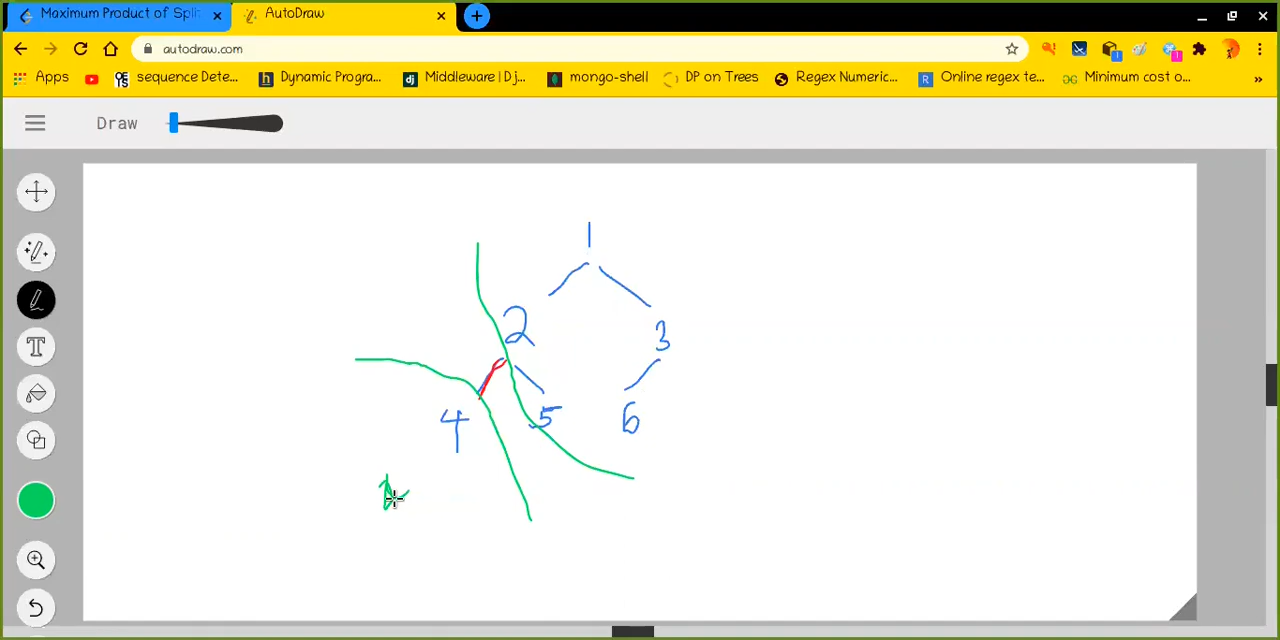 Maximum Product of Spli
AutoDraw
autodraw.com
Apps
sequence Dete...
Dynamic Progra...
Middleware | Dj...
mongo-shell
DP on Trees
Regex Numeric...
Online regex te...
Minimum cost o...
»
Draw
1
2 3
4 5 6